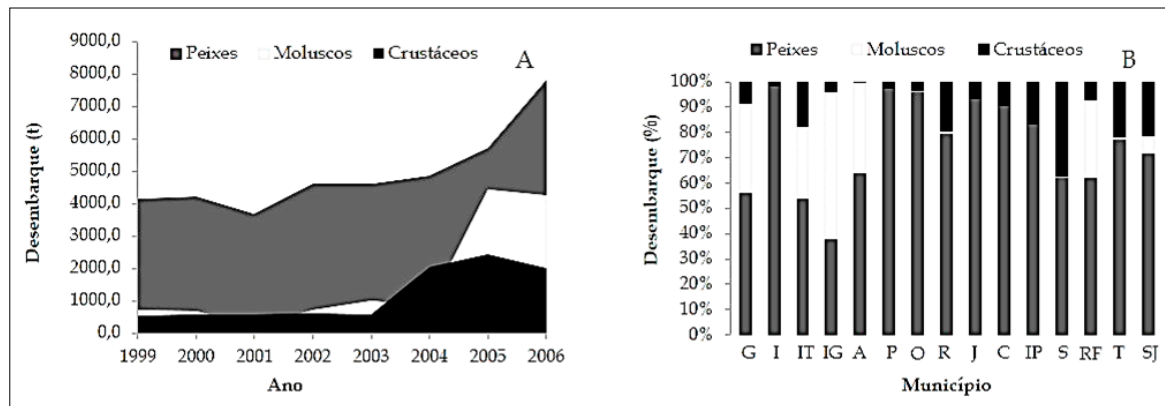 9000,0
8000,0
7000,0
6000,0
5000,0
4000,0
3000,0
2000,0
1000,0
0,0
Desembarque (t)
Peixes Moluscos Crustáceos
A
1999 2000 2001 2002 2003 2004 2005 2006
Ano
Peixes Moluscos Crustáceos
B
100%
90%
80%
70%
60%
50%
40%
30%
20%
10%
0%
Desembarque (%)
G I IT IG A P O R J C IP S RF T SJ
Município